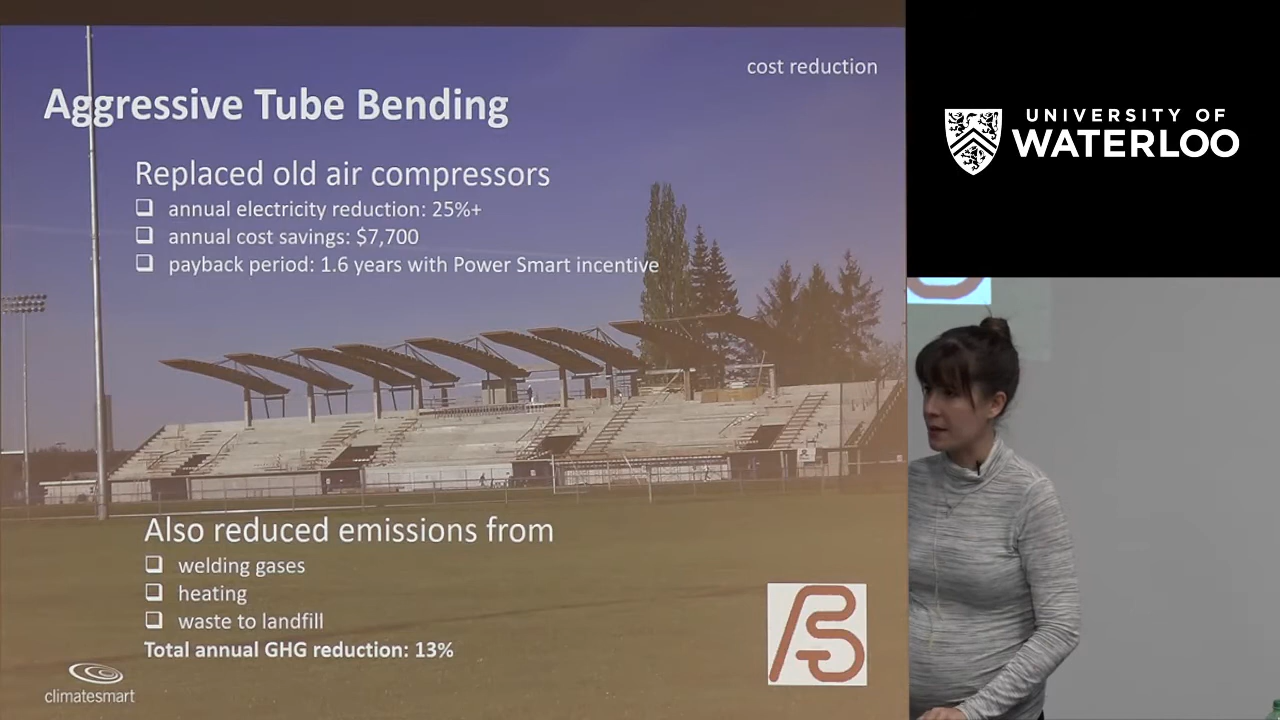 cost reduction
Aggressive Tube Bending
Replaced old air compressors
annual electricity reduction: 25%+
annual cost savings: $7,700
payback period: 1.6 years with Power Smart incentive
Also reduced emissions from
welding gases
heating
waste to landfill
Total annual GHG reduction: 13%
climatesmart
UNIVERSITY OF
WATERLOO